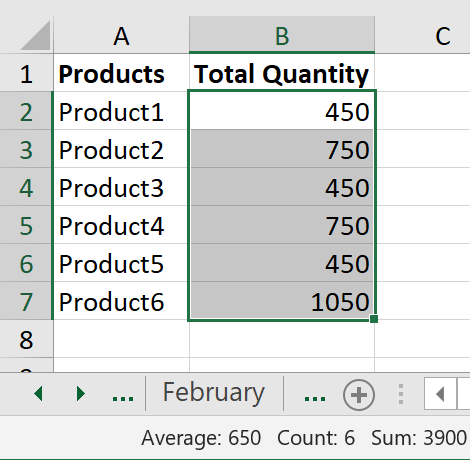 A B C
1 Products Total Quantity
2 Product1 450
3 Product2 750
4 Product3 450
5 Product4 750
6 Product5 450
7 Product6 1050
8
... February ...
Average: 650 Count: 6 Sum: 3900